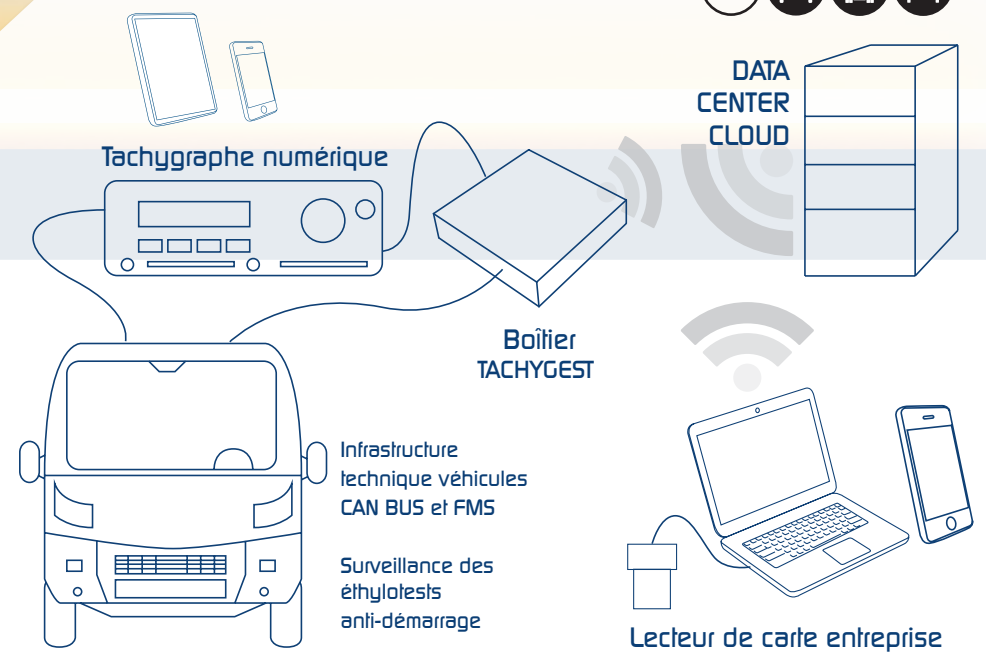 DATA
CENTER
CLOUD
Tachygraphe numérique
Boîtier
TACHYGEST
Infrastructure
technique véhicules
CAN BUS et FMS
Surveillance des
éthylotests
anti-démarrage
Lecteur de carte entreprise